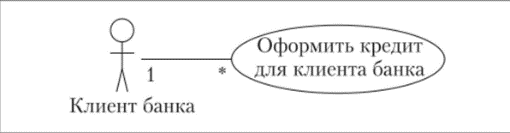 Оформить кредит
для клиента банка
1
*
Клиент банка